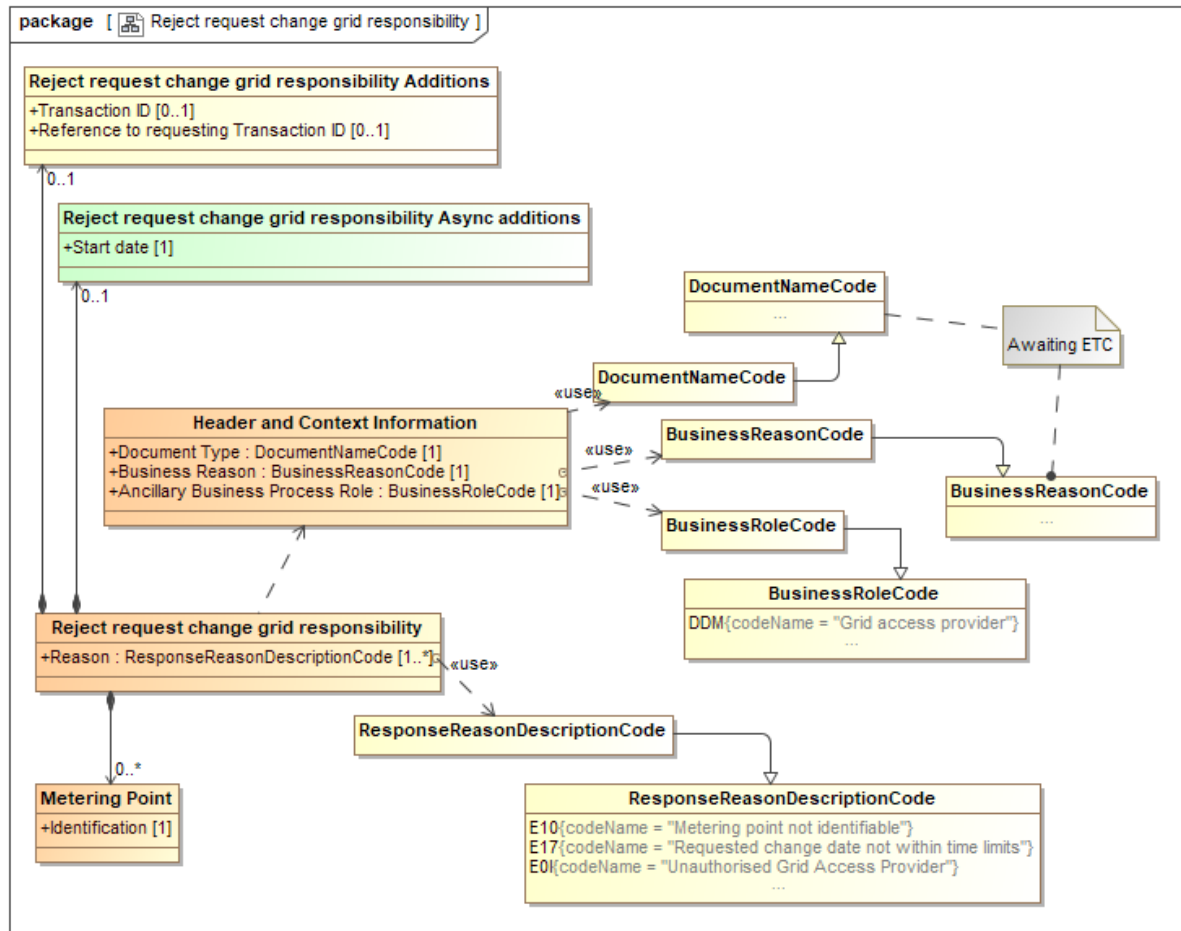 package [ Reject request change grid responsibility ]
Reject request change grid responsibility Additions
+Transaction ID [0..1]
+Reference to requesting Transaction ID [0..1]
0..1
Reject request change grid responsibility Async additions
+Start date [1]
0..1
DocumentNameCode
...
Awaiting ETC
DocumentNameCode
«use»
Header and Context Information
+Document Type : DocumentNameCode [1]
+Business Reason : BusinessReasonCode [1]
+Ancillary Business Process Role : BusinessRoleCode [1]
«use»
BusinessReasonCode
«use»
BusinessReasonCode
...
BusinessRoleCode
BusinessRoleCode
DDM{codeName = "Grid access provider"}
...
Reject request change grid responsibility
+Reason : ResponseReasonDescriptionCode [1..*]
«use»
ResponseReasonDescriptionCode
0..*
Metering Point
+Identification [1]
ResponseReasonDescriptionCode
E10{codeName = "Metering point not identifiable"}
E17{codeName = "Requested change date not within time limits"}
E0I{codeName = "Unauthorised Grid Access Provider"}
...